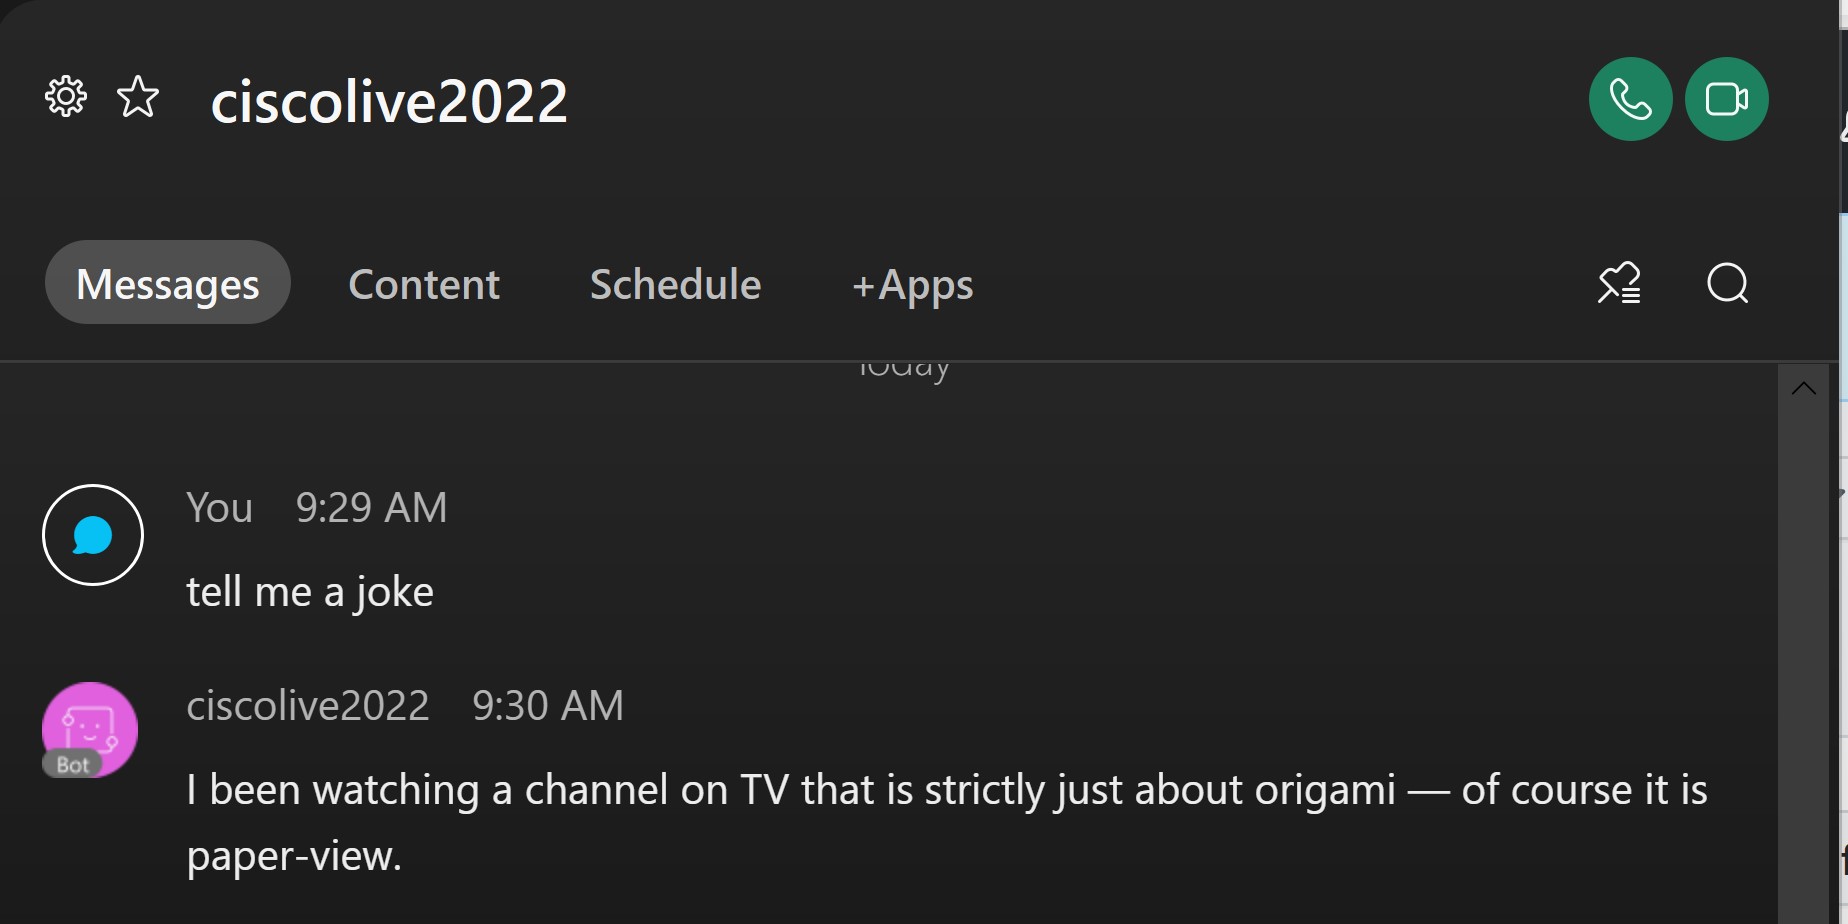 ciscolive2022
Messages Content Schedule +Apps
Today
You 9:29 AM
tell me a joke
ciscolive2022 9:30 AM
Bot
I been watching a channel on TV that is strictly just about origami — of course it is
paper-view.